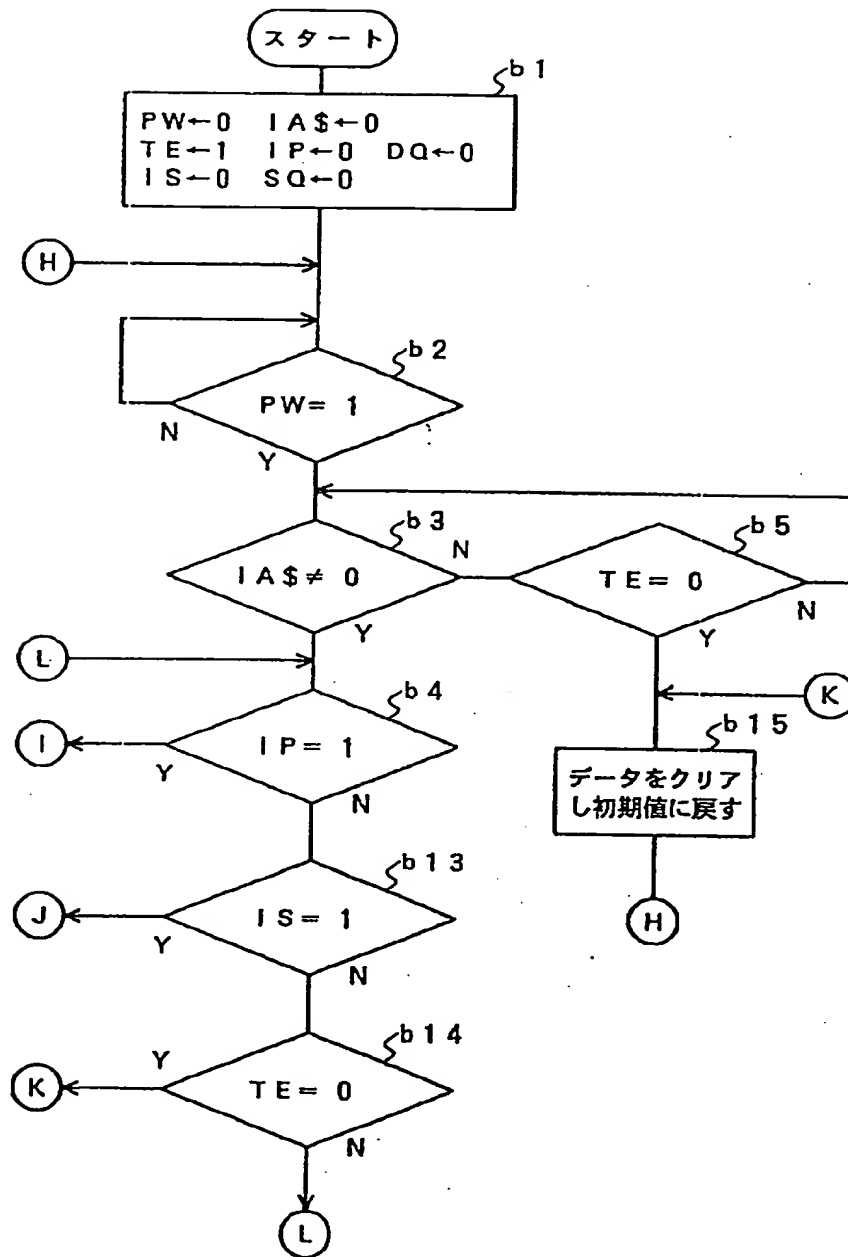 スタート
b1
PW←0 IA$←0
TE←1 IP←0 DQ←0
IS←0 SQ←0
H
b2
PW=1
N
Y
b3
IA$≠0
N
Y
b5
TE=0
N
Y
L
b4
IP=1
I
Y
N
K
b15
データをクリア
し初期値に戻す
H
b13
IS=1
J
Y
N
b14
TE=0
Y
K
N
L